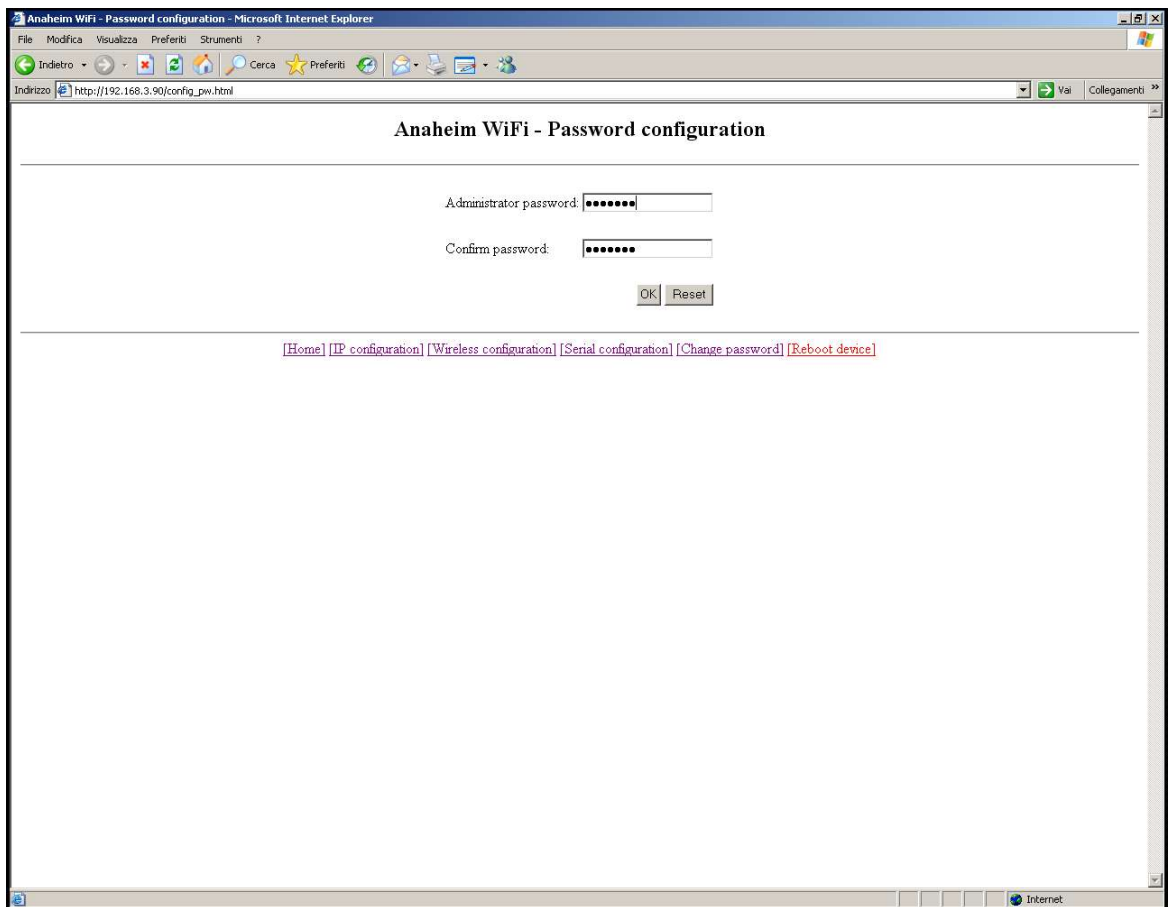 Anaheim WiFi - Password configuration - Microsoft Internet Explorer
File Modifica Visualizza Preferiti Strumenti ?
Indietro Cerca Preferiti
Indirizzo http://192.168.3.90/config_pw.html Vai Collegamenti »
Anaheim WiFi - Password configuration
Administrator password: •••••••
Confirm password: •••••••
OK Reset
[Home] [IP configuration] [Wireless configuration] [Serial configuration] [Change password] [Reboot device]
Internet